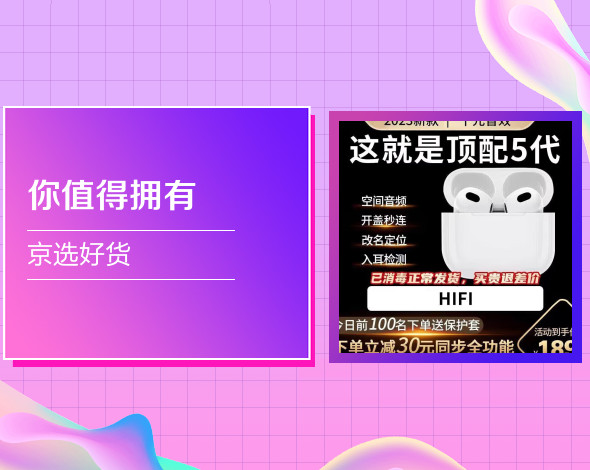 你值得拥有
京选好货
2023新款 | 十九音效
这就是顶配5代
空间音频
开盖秒连
改名定位
入耳检测
已消毒正常发货，买贵退差价
HIFI
今日前100名下单送保护套
下单立减30元同步全功能
活动到手价
¥189